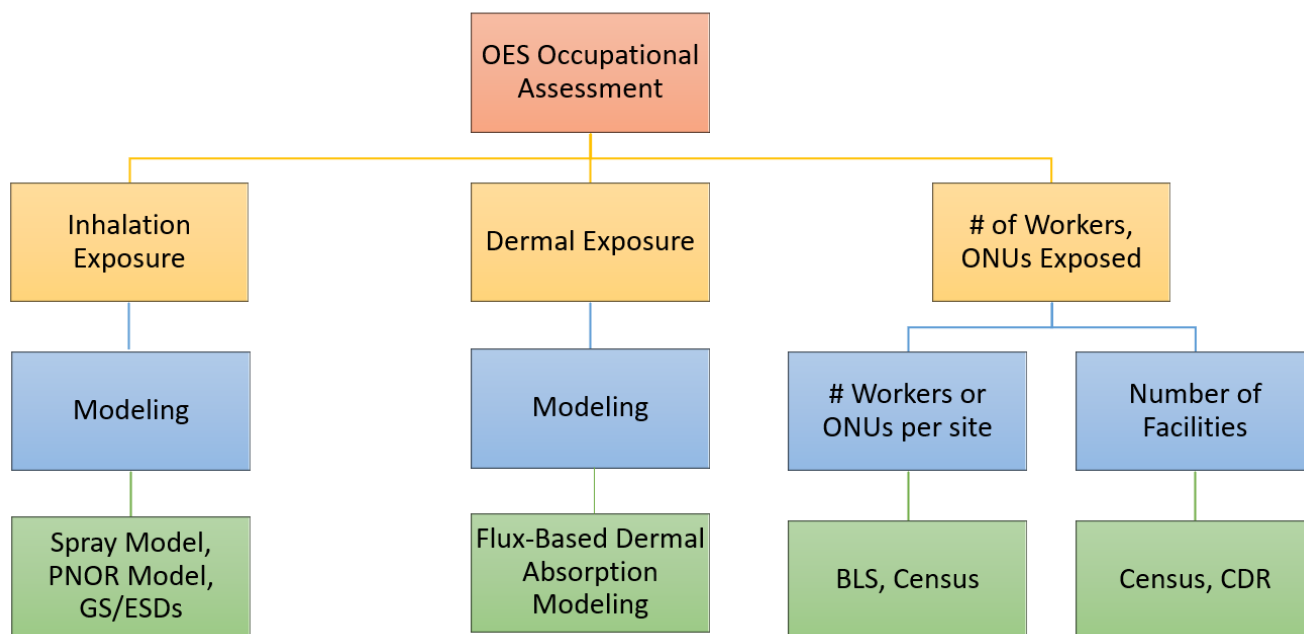 OES Occupational
Assessment
Inhalation
Exposure
Dermal Exposure
# of Workers,
ONUs Exposed
Modeling
Modeling
# Workers or
ONUs per site
Number of
Facilities
Spray Model,
PNOR Model,
GS/ESDs
Flux-Based Dermal
Absorption
Modeling
BLS, Census
Census, CDR